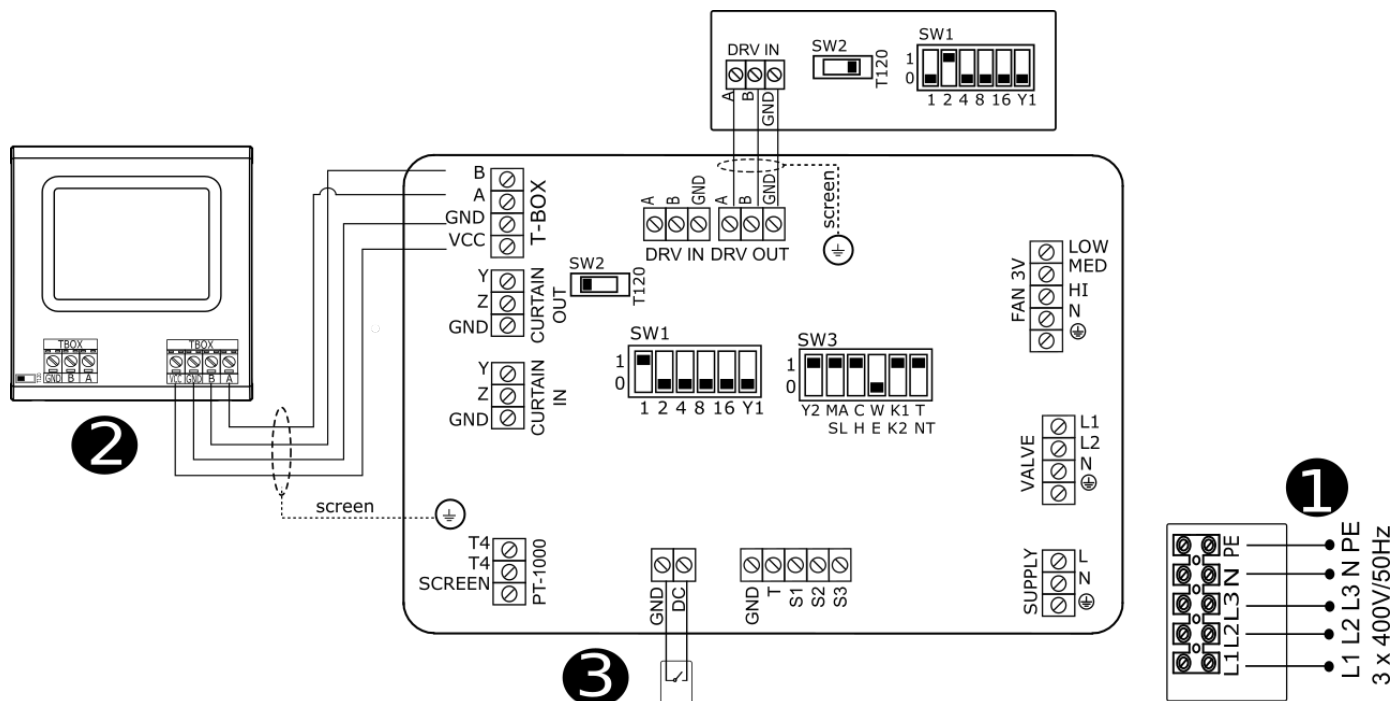 DRV IN
A
B
GND
SW2
T120
SW1
1
0
1 2 4 8 16 Y1
B
A
GND
VCC
T-BOX
Y
Z
GND
CURTAIN
OUT
Y
Z
GND
CURTAIN
IN
SW2
T120
A
B
GND
A
B
GND
DRV IN DRV OUT
screen
SW1
1
0
1 2 4 8 16 Y1
SW3
1
0
Y2 MA C W K1 T
SL H E K2 NT
FAN 3V
LOW
MED
HI
N
VALVE
L1
L2
N
SUPPLY
L
N
T4
T4
SCREEN
PT-1000
GND
DC
GND
T
S1
S2
S3
TBOX
GND B A
TBOX
VCC GND B A
2
screen
3
1
PE
N
L3
L2
L1
PE
N
L3
L2
L1
3 x 400V/50Hz